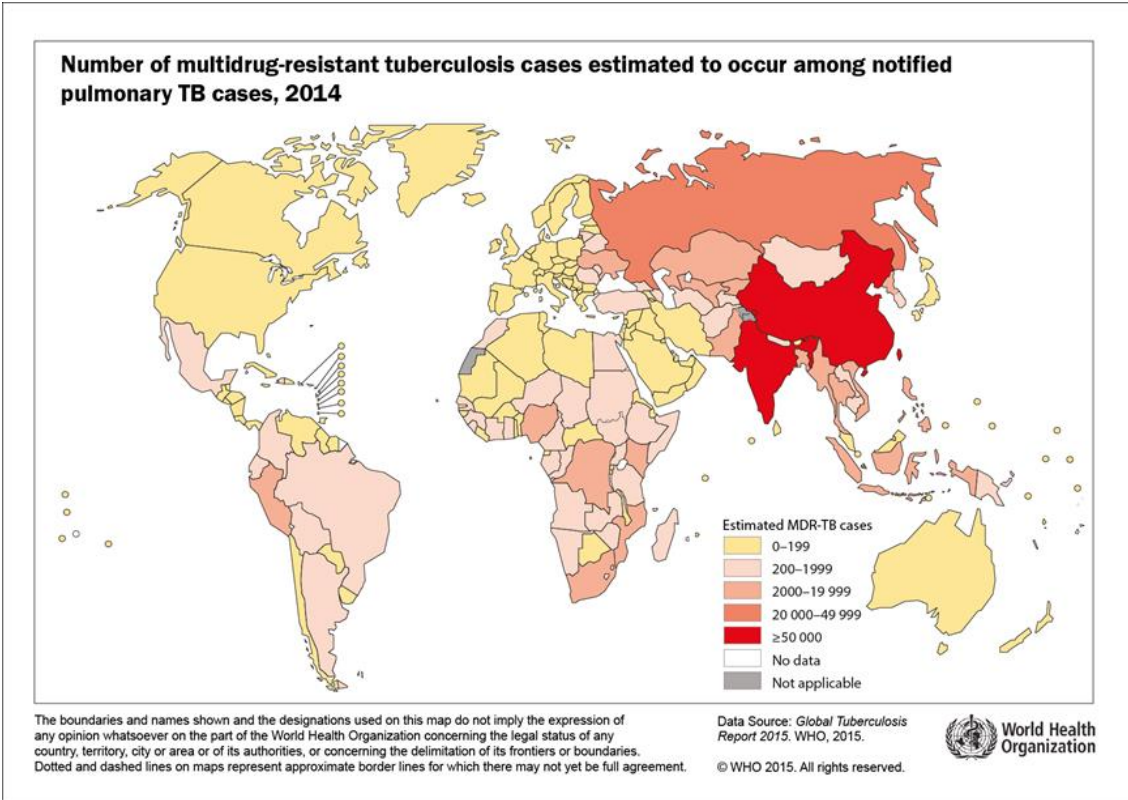 Number of multidrug-resistant tuberculosis cases estimated to occur among notified
pulmonary TB cases, 2014
Estimated MDR-TB cases
0–199
200–1999
2000–19 999
20 000–49 999
≥50 000
No data
Not applicable
The boundaries and names shown and the designations used on this map do not imply the expression of
any opinion whatsoever on the part of the World Health Organization concerning the legal status of any
country, territory, city or area or of its authorities, or concerning the delimitation of its frontiers or boundaries.
Dotted and dashed lines on maps represent approximate border lines for which there may not yet be full agreement.
Data Source: Global Tuberculosis
Report 2015. WHO, 2015.
© WHO 2015. All rights reserved.
World Health
Organization